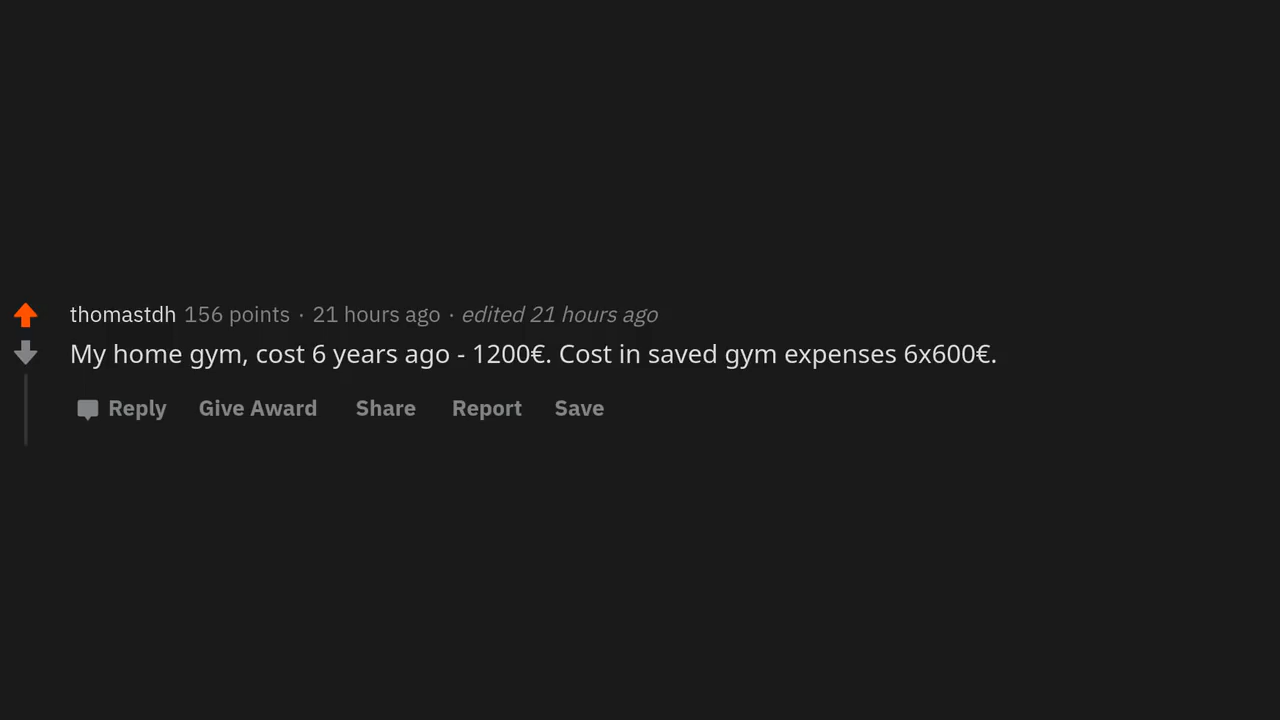 thomastdh 156 points · 21 hours ago · edited 21 hours ago
My home gym, cost 6 years ago - 1200€. Cost in saved gym expenses 6x600€.
Reply Give Award Share Report Save